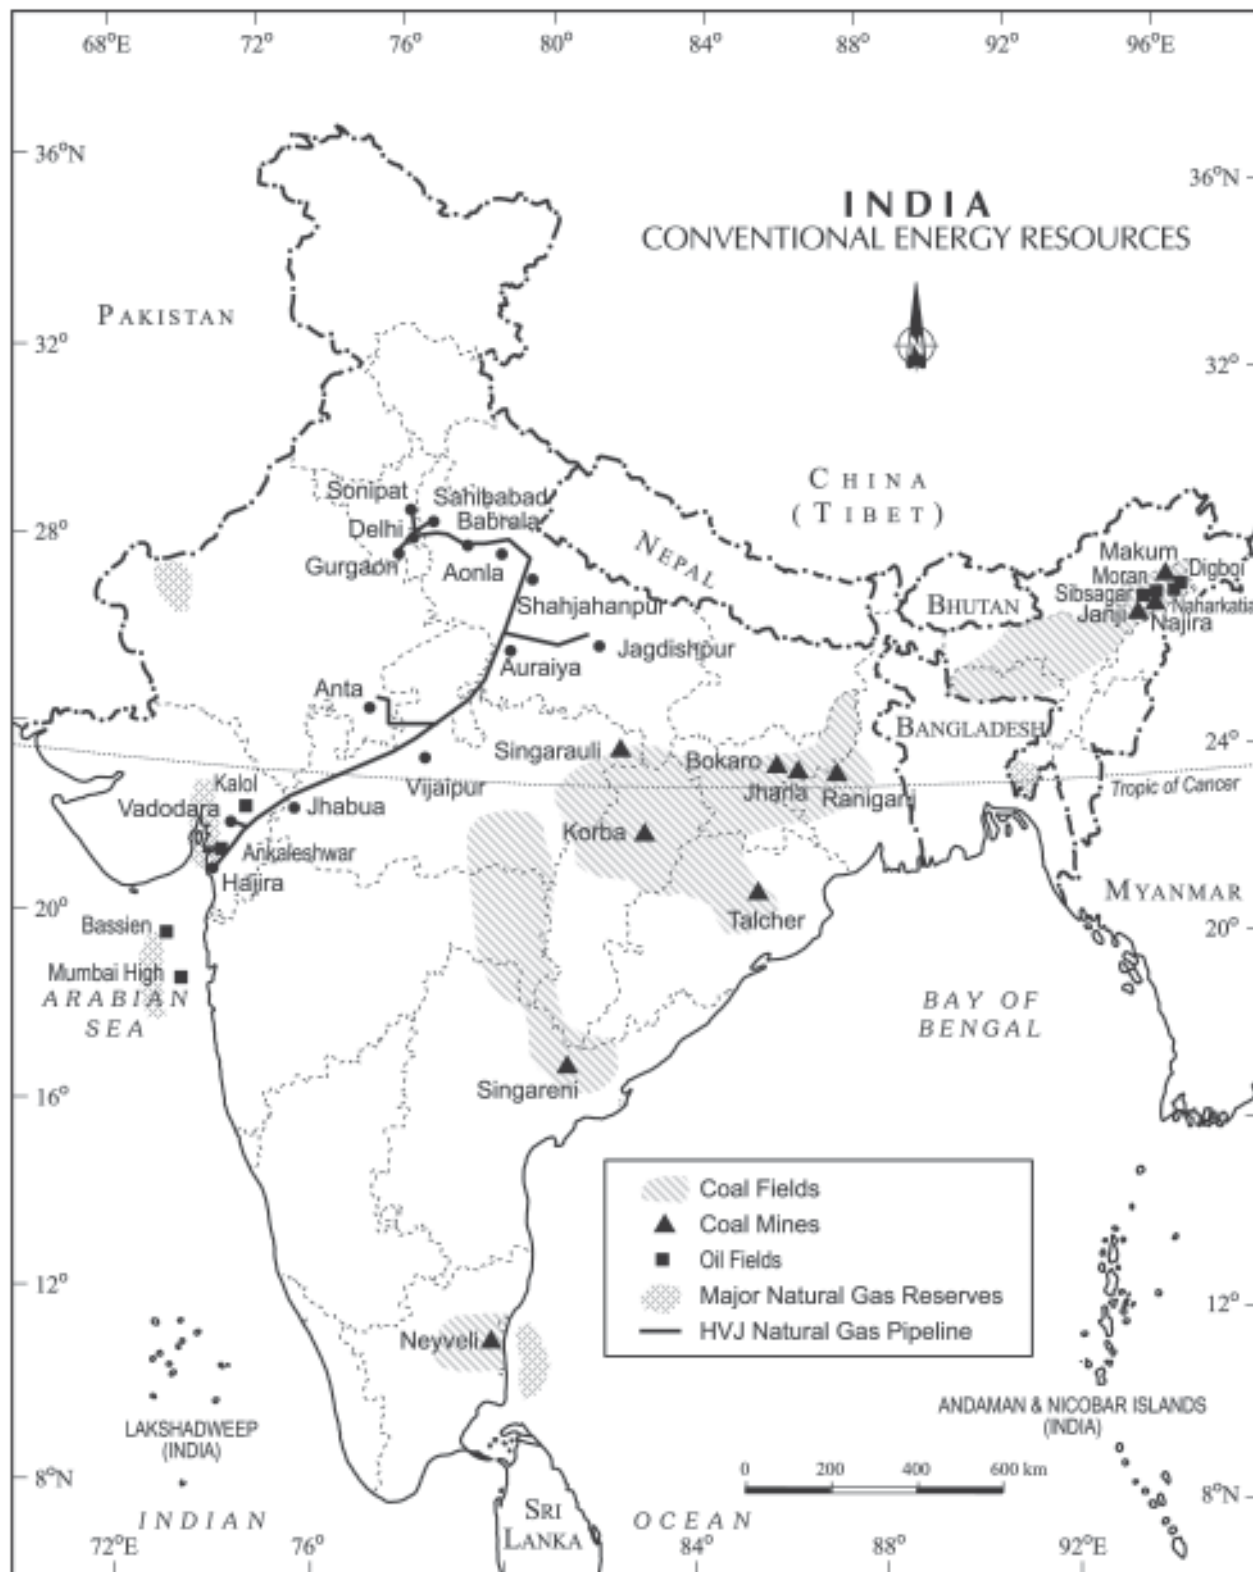 68°E 72° 76° 80° 84° 88° 92° 96°E
36°N
36°N
INDIA
CONVENTIONAL ENERGY RESOURCES
PAKISTAN
32°
32°
CHINA
(TIBET)
Sonipat
Sahibabad
Delhi
Babrala
28°
NEPAL
Makum
Gurgaon
Aonla
Moran
Digboi
Shahjahanpur
BHUTAN
Sibsagar
Naharkatia
Janji
Najira
Jagdishpur
Auraiya
Anta
BANGLADESH
Singarauli
24°
Bokaro
Vijaipur
Jharia
Raniganj
Tropic of Cancer
Kalol
Vadodara
Jhabua
Korba
Ankaleshwar
Hajira
MYANMAR
20°
Talcher
20°
Bassien
Mumbai High
ARABIAN
SEA
BAY OF
BENGAL
Singareni
16°
Coal Fields
Coal Mines
Oil Fields
Major Natural Gas Reserves
HVJ Natural Gas Pipeline
12°
12°
Neyveli
LAKSHADWEEP
(INDIA)
ANDAMAN & NICOBAR ISLANDS
(INDIA)
0 200 400 600 km
8°N
8°N
INDIAN
SRI
LANKA
OCEAN
72°E 76° 84° 88° 92°E